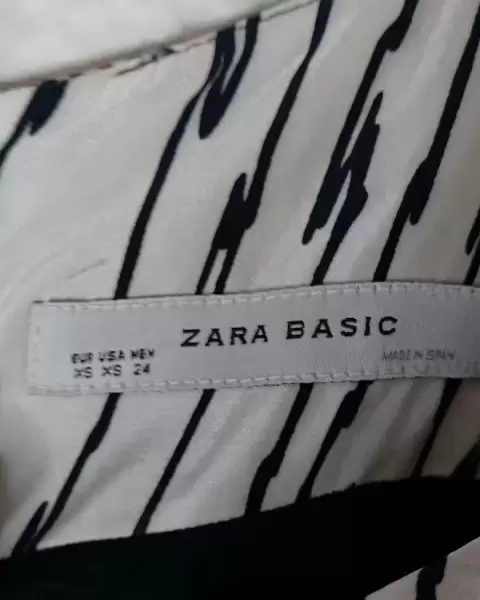 ZARA BASIC
EUR USA MEX
XS XS 24
MADE IN SPAIN